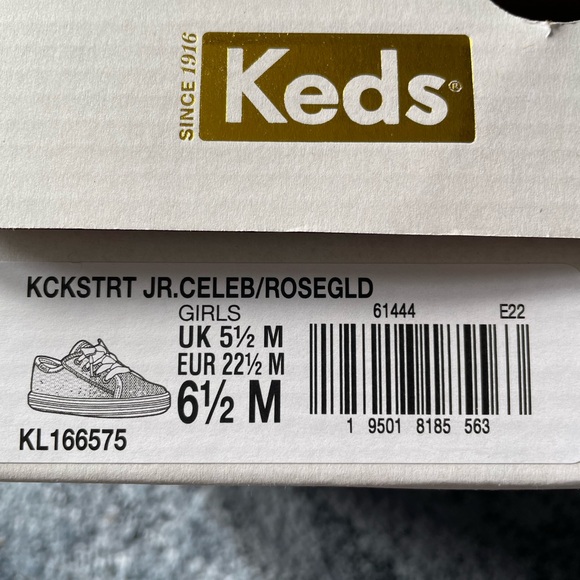 SINCE 1916
Keds®
KCKSTRT JR.CELEB/ROSEGLD
GIRLS
UK 5½ M
EUR 22½ M
6½ M
KL166575
61444 E22
1 9501 8185 563